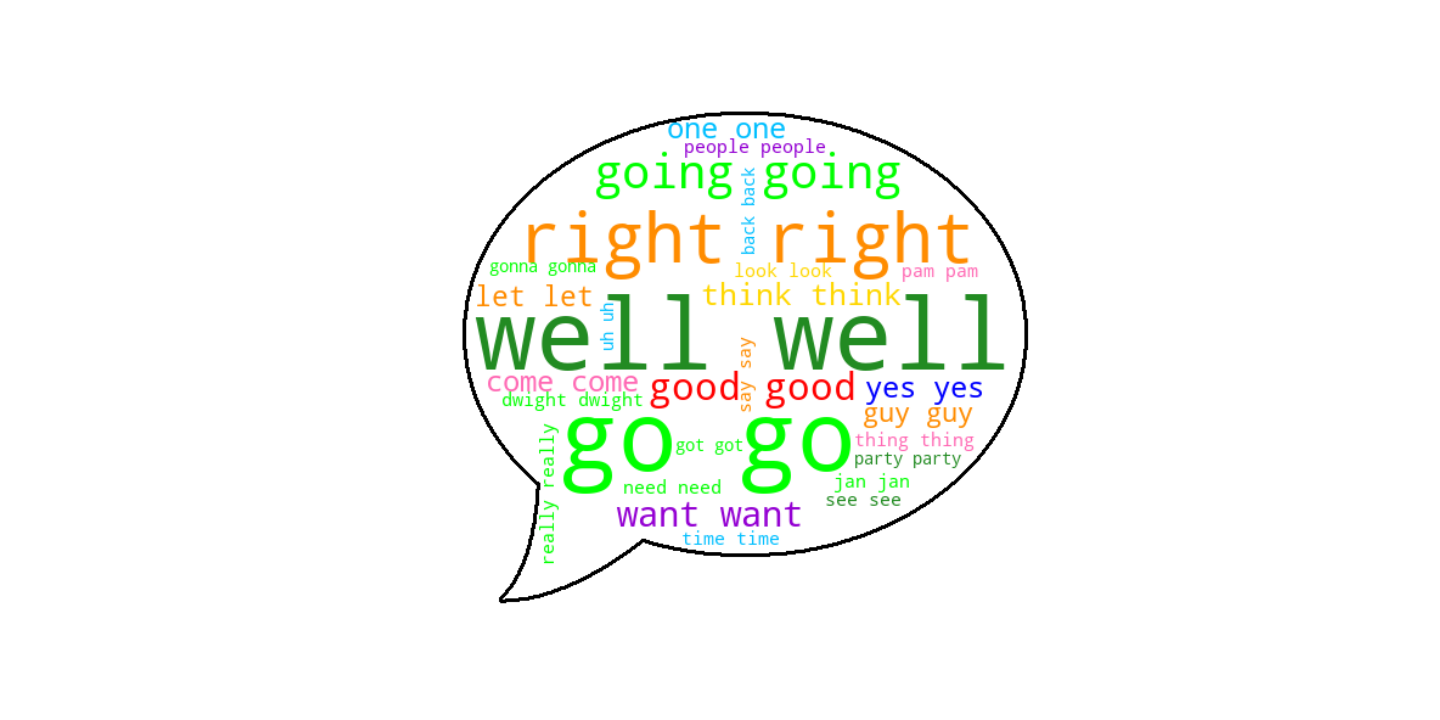 one one
people people
going going
back back
right right
gonna gonna
look look
pam pam
let let
think think
uh uh
well well
say say
come come
good good
yes yes
dwight dwight
guy guy
go go
got got
thing thing
party party
really really
need need
jan jan
see see
want want
time time